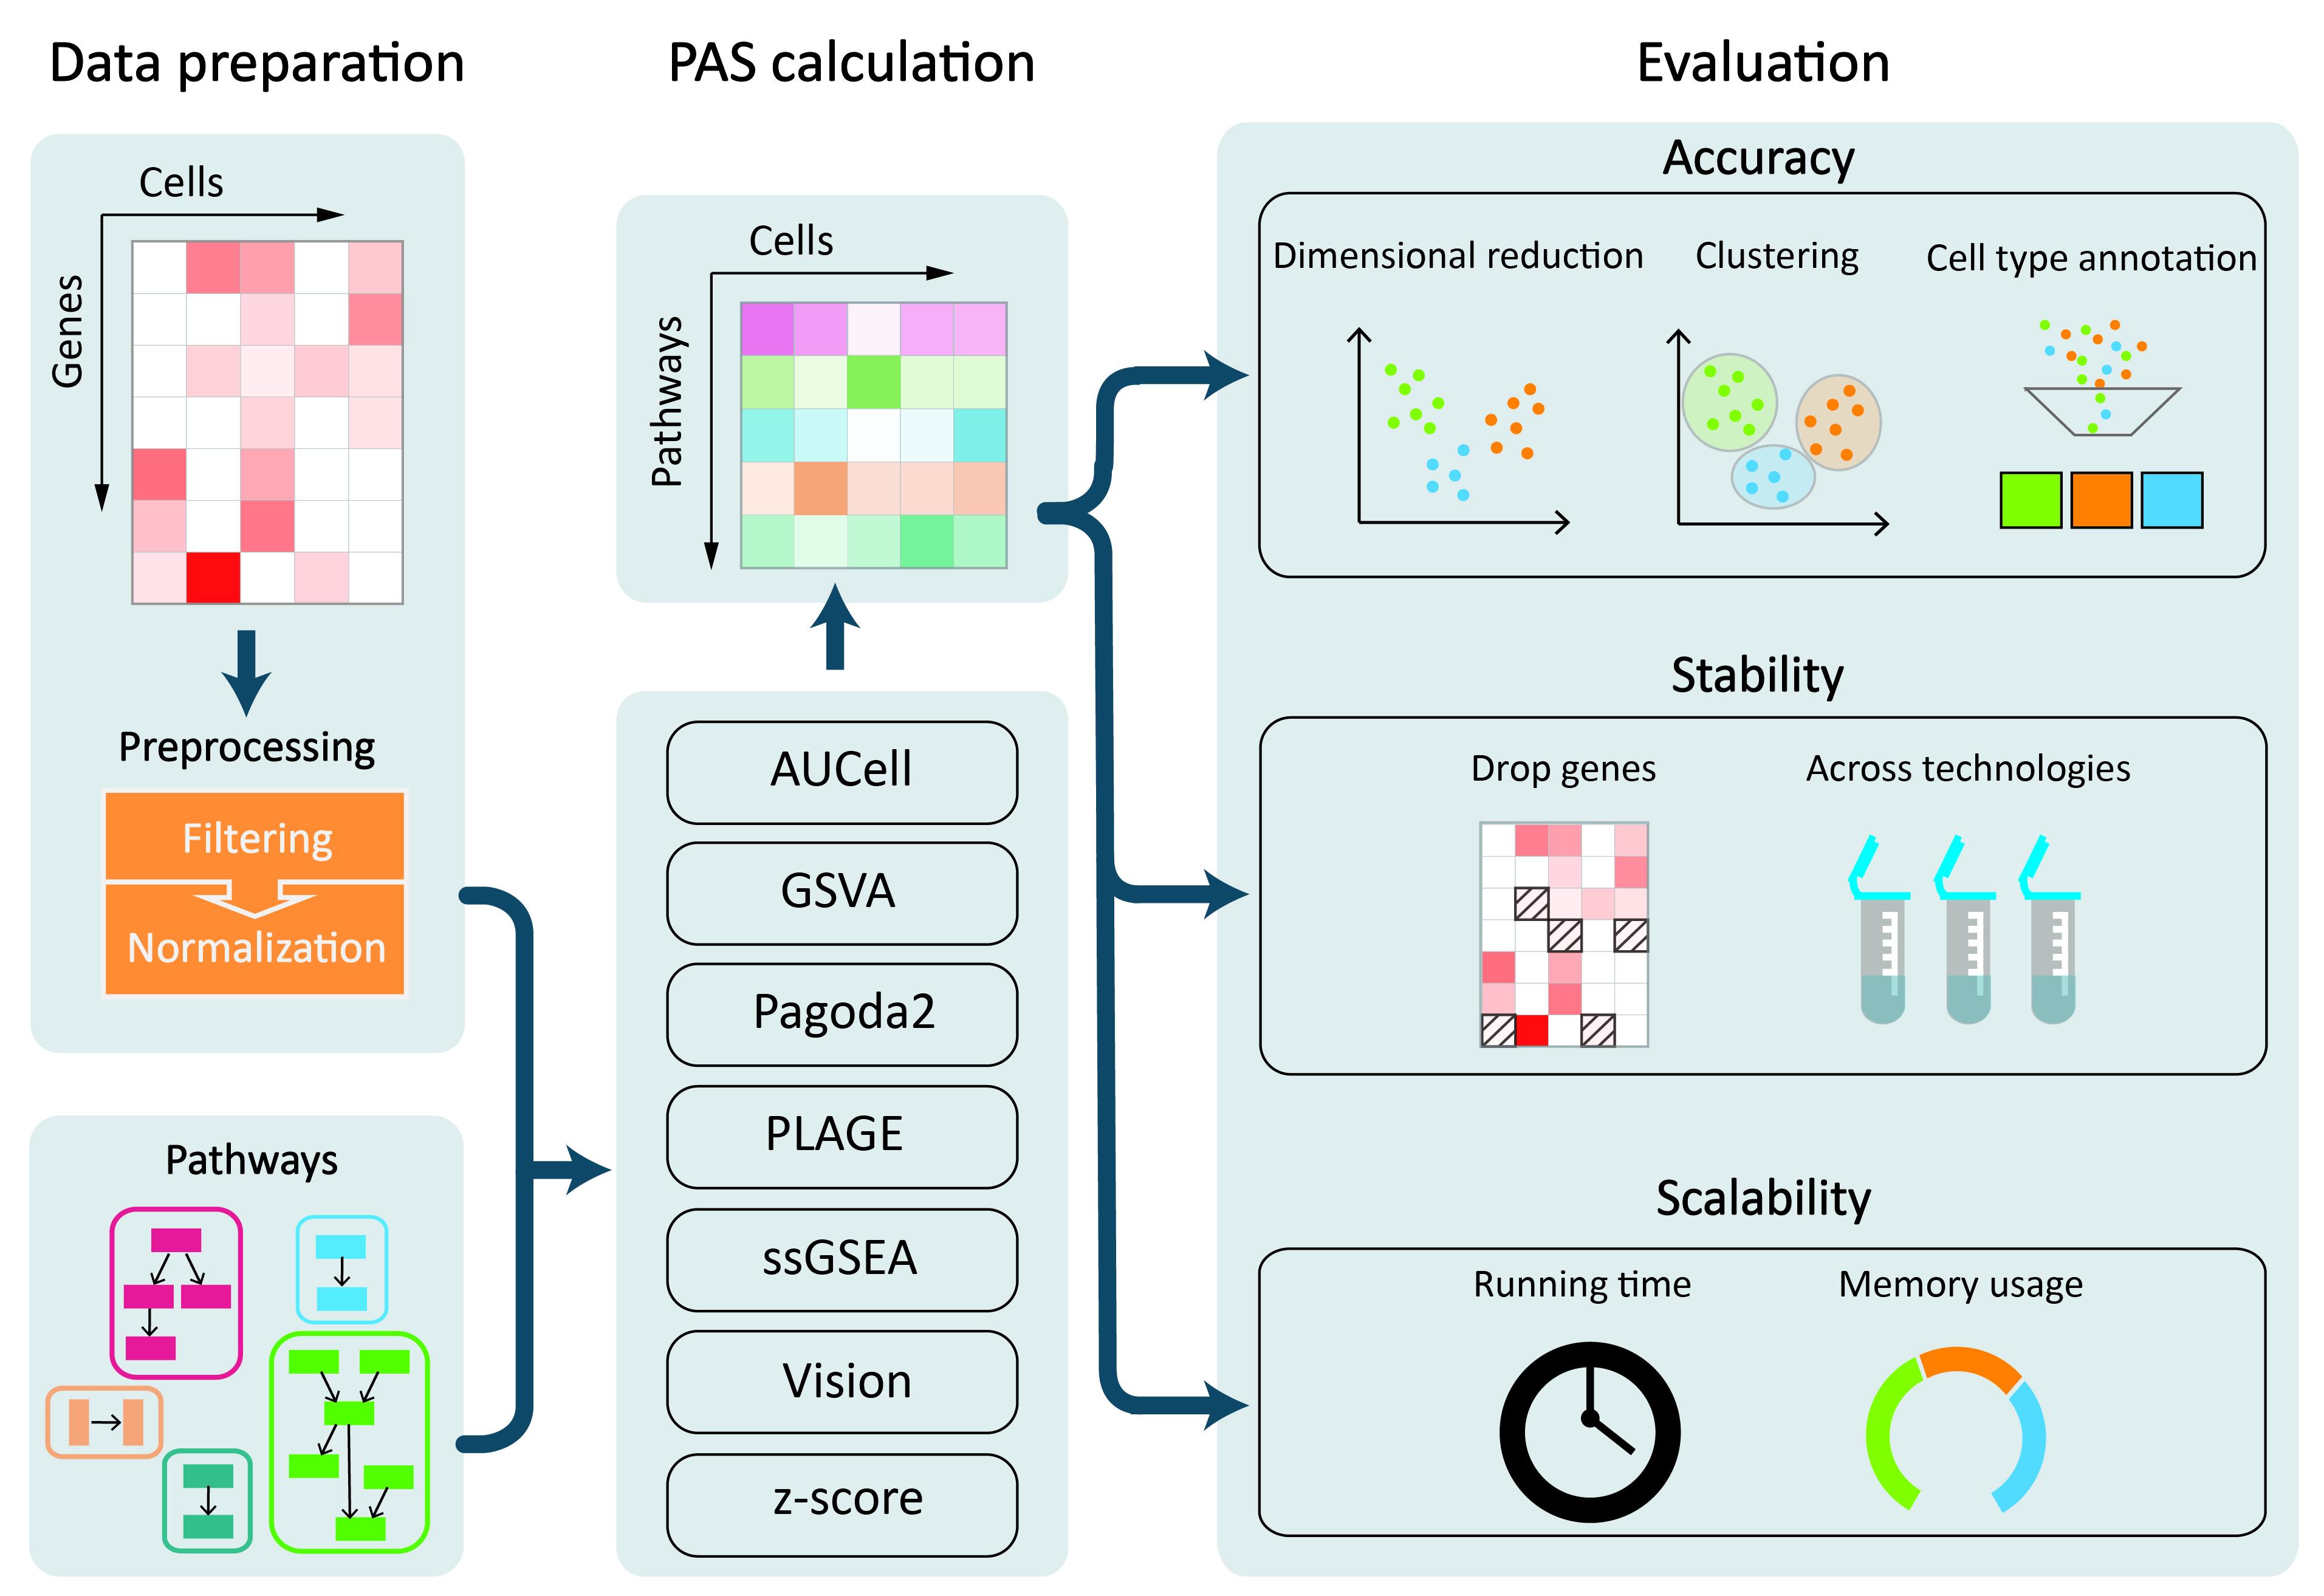 Data preparation
Cells
Genes
Preprocessing
Filtering
Normalization
Pathways
PAS calculation
Cells
Pathways
AUCell
GSVA
Pagoda2
PLAGE
ssGSEA
Vision
z-score
Evaluation
Accuracy
Dimensional reduction
Clustering
Cell type annotation
Stability
Drop genes
Across technologies
Scalability
Running time
Memory usage